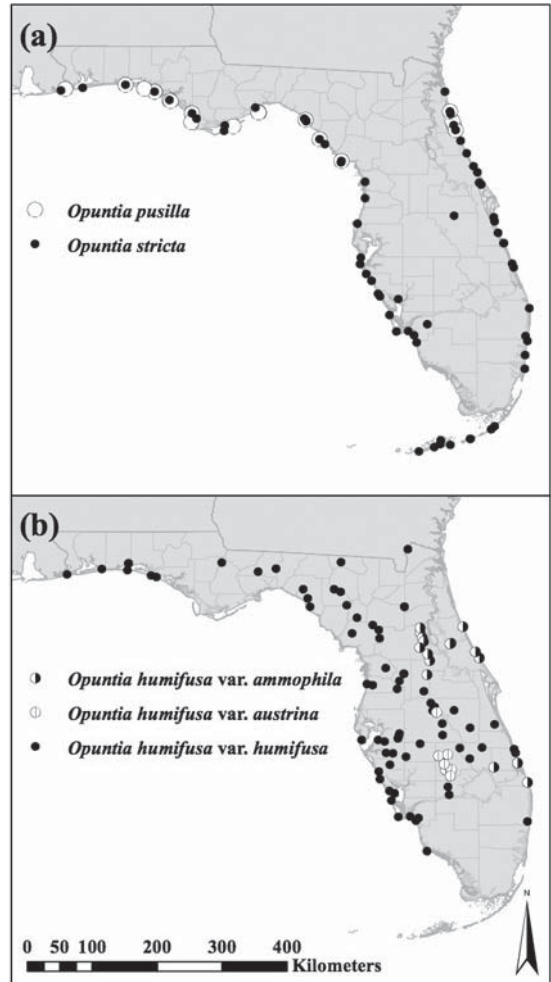 (a)
Opuntia pusilla
Opuntia stricta
(b)
Opuntia humifusa var. ammophila
Opuntia humifusa var. austrina
Opuntia humifusa var. humifusa
N
0 50 100 200 300 400
Kilometers